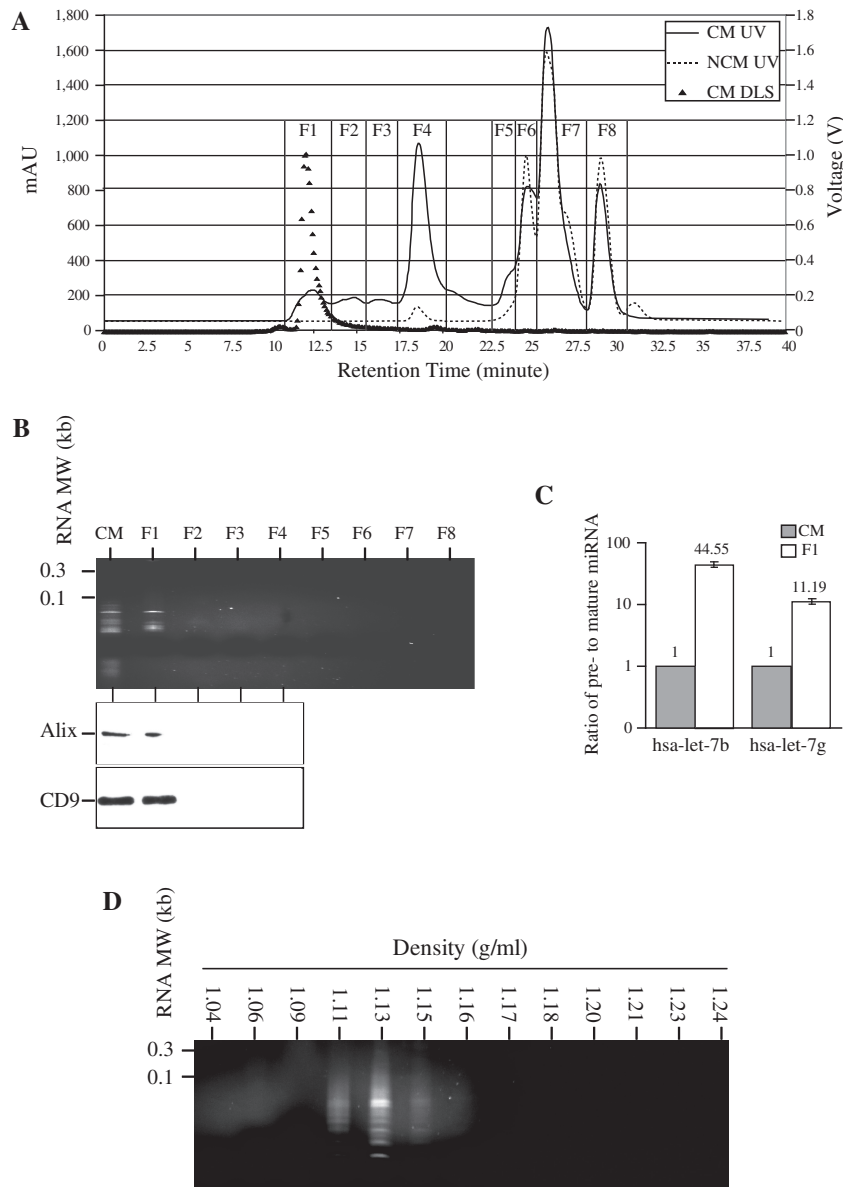 A
1,800
1,600
1,400
1,200
1,000
800
600
400
200
0
mAU
1.8
1.6
1.4
1.2
1.0
0.8
0.6
0.4
0.2
0
Voltage (V)
CM UV
NCM UV
CM DLS
F1 F2 F3 F4 F5 F6 F7 F8
0 2.5 5 7.5 10 12.5 15 17.5 20 22.5 25 27.5 30 32.5 35 37.5 40
Retention Time (minute)
B
RNA MW (kb)
CM F1 F2 F3 F4 F5 F6 F7 F8
0.3
0.1
Alix
CD9
C
Ratio of pre- to mature miRNA
100
10
1
0
CM
F1
1 44.55 1 11.19
hsa-let-7b hsa-let-7g
D
RNA MW (kb)
Density (g/ml)
1.04 1.06 1.09 1.11 1.13 1.15 1.16 1.17 1.18 1.20 1.21 1.23 1.24
0.3
0.1